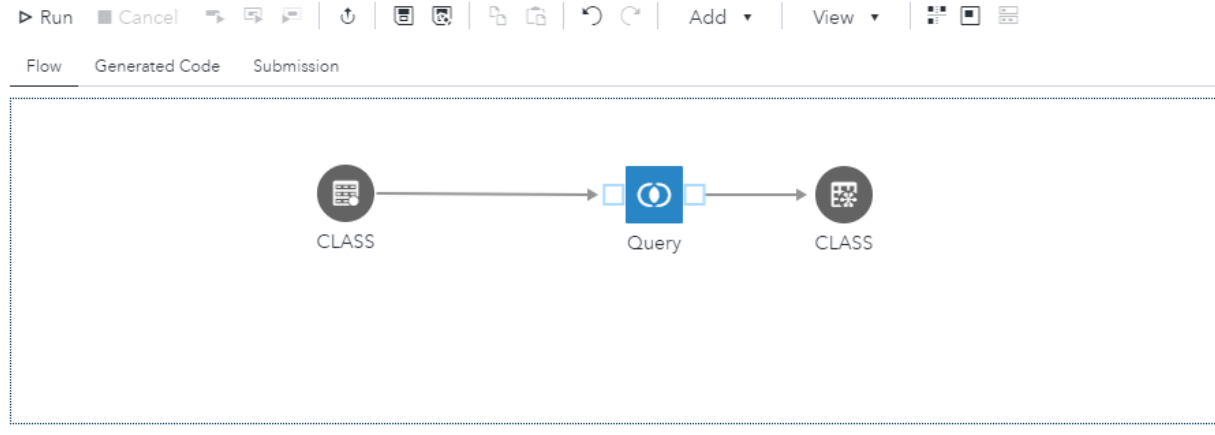 Run Cancel Add View
Flow Generated Code Submission
CLASS Query CLASS